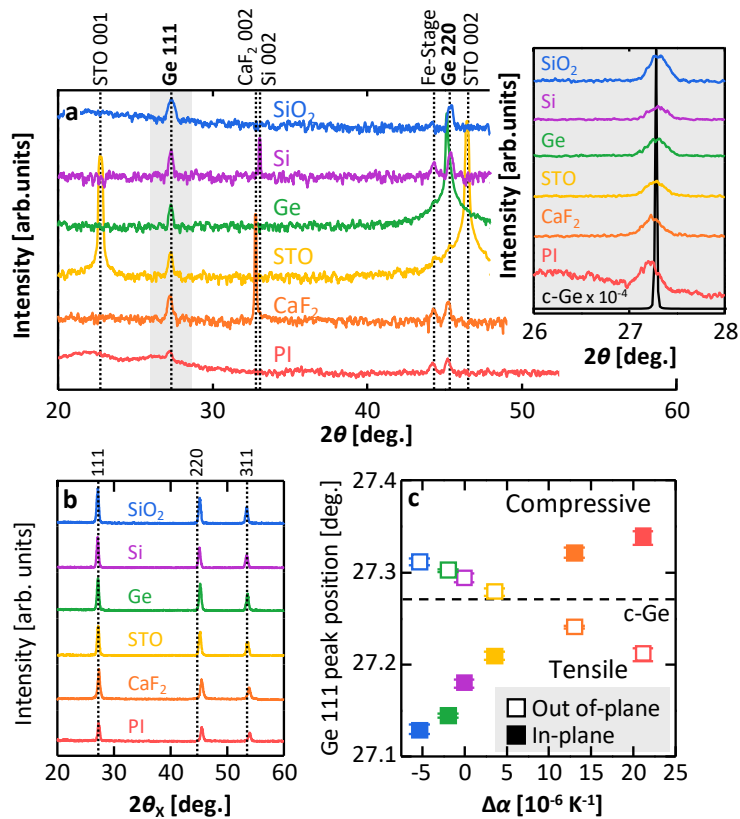 STO 001
Ge 111
CaF₂ 002
Si 002
Fe-Stage
Ge 220
STO 002
a
SiO₂
Si
Ge
STO
CaF₂
PI
Intensity [arb.units]
20 30 40 50 60
2θ [deg.]
SiO₂
Si
Ge
STO
CaF₂
PI
c-Ge x 10⁻⁴
Intensity [arb.units]
26 27 28
2θ [deg.]
111
220
311
b
SiO₂
Si
Ge
STO
CaF₂
PI
Intensity [arb. units]
20 30 40 50 60
2θ_X [deg.]
27.4
27.3
27.2
27.1
Ge 111 peak position [deg.]
c
Compressive
c-Ge
Tensile
Out of-plane
In-plane
-5 0 5 10 15 20 25
Δα [10⁻⁶ K⁻¹]